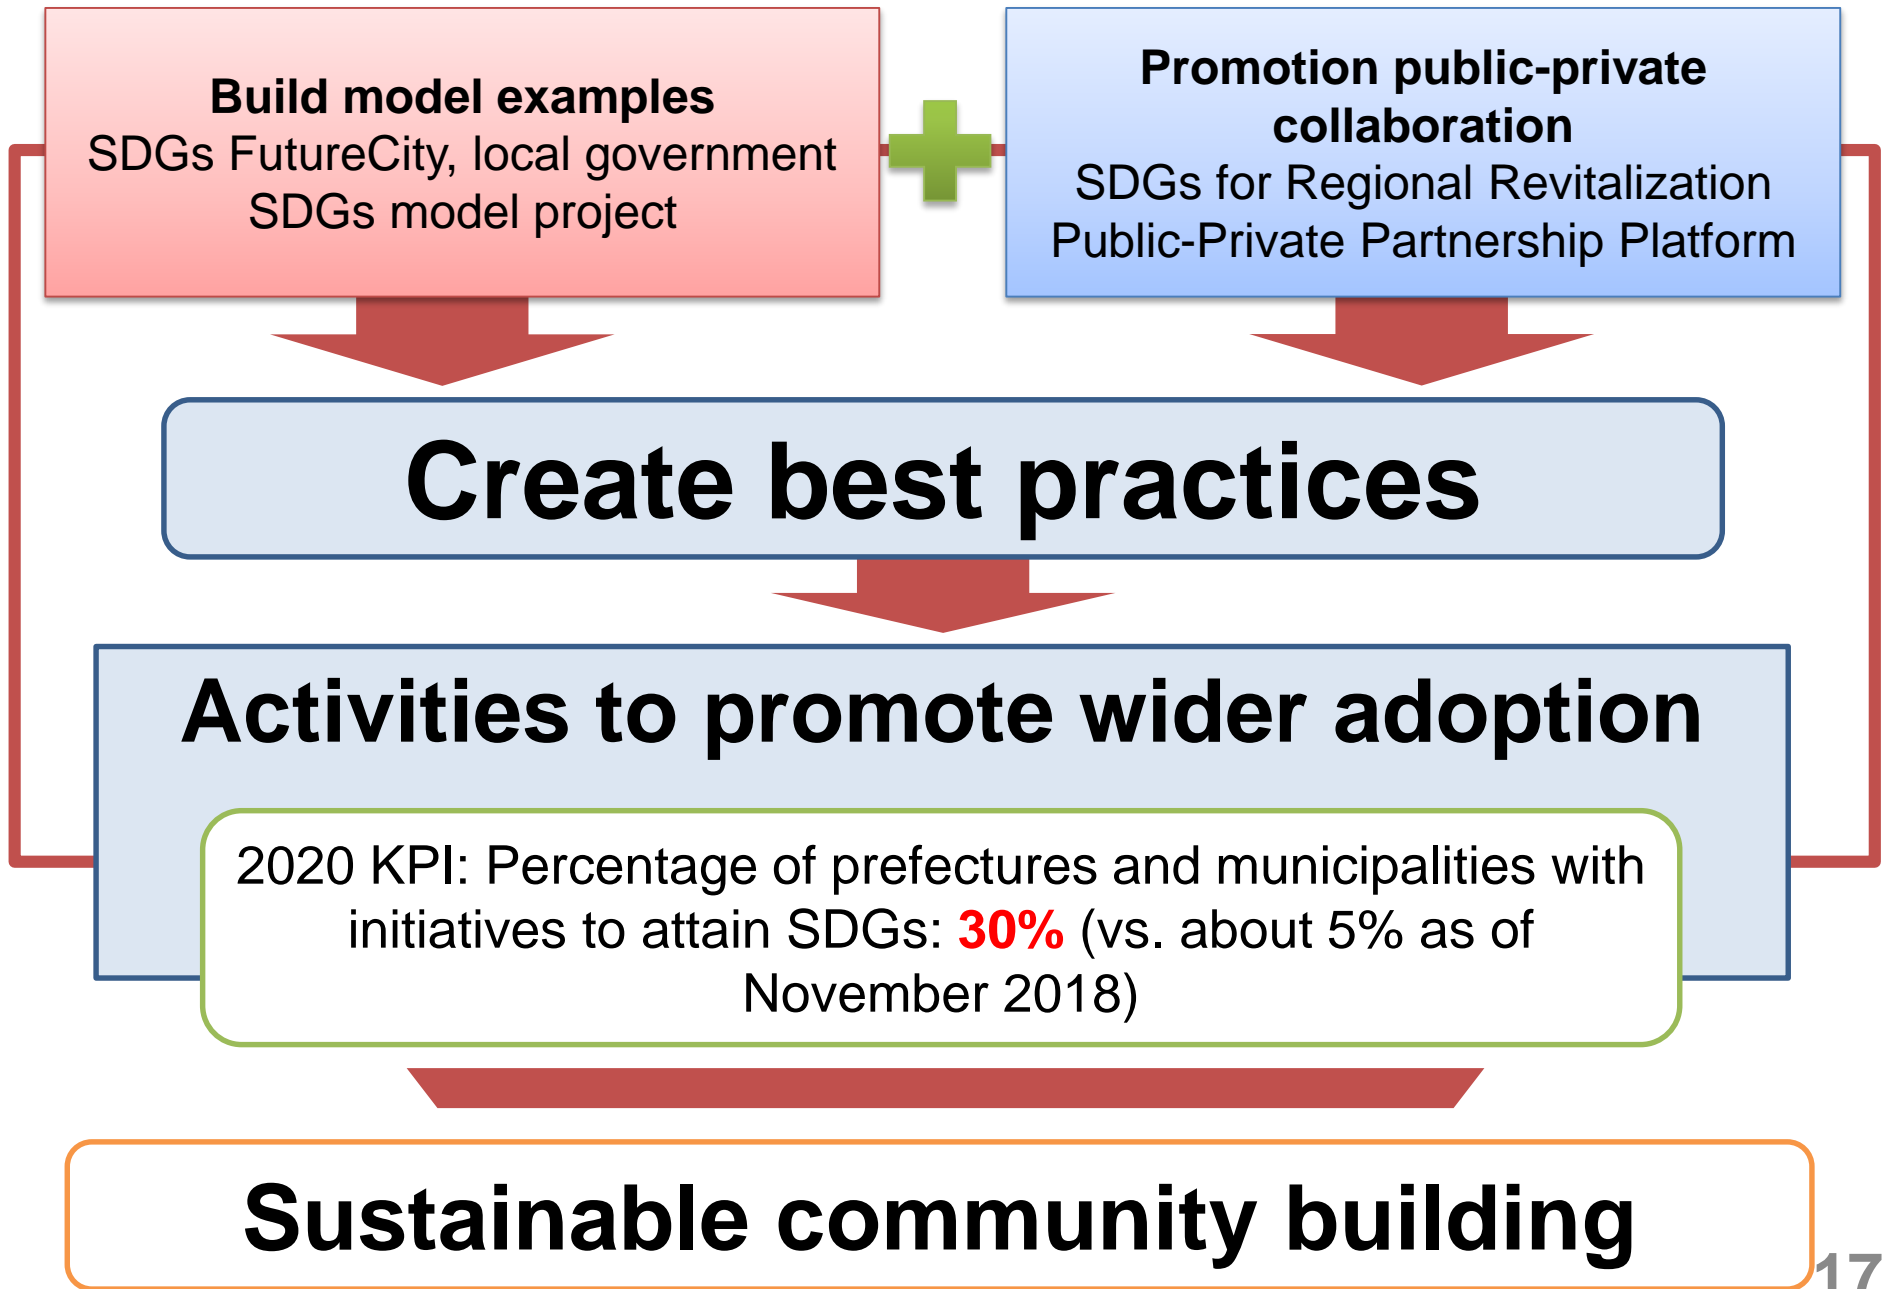 Build model examples
SDGs FutureCity, local government
SDGs model project
Promotion public-private
collaboration
SDGs for Regional Revitalization
Public-Private Partnership Platform
Create best practices
Activities to promote wider adoption
2020 KPI: Percentage of prefectures and municipalities with
initiatives to attain SDGs: 30% (vs. about 5% as of
November 2018)
Sustainable community building
17